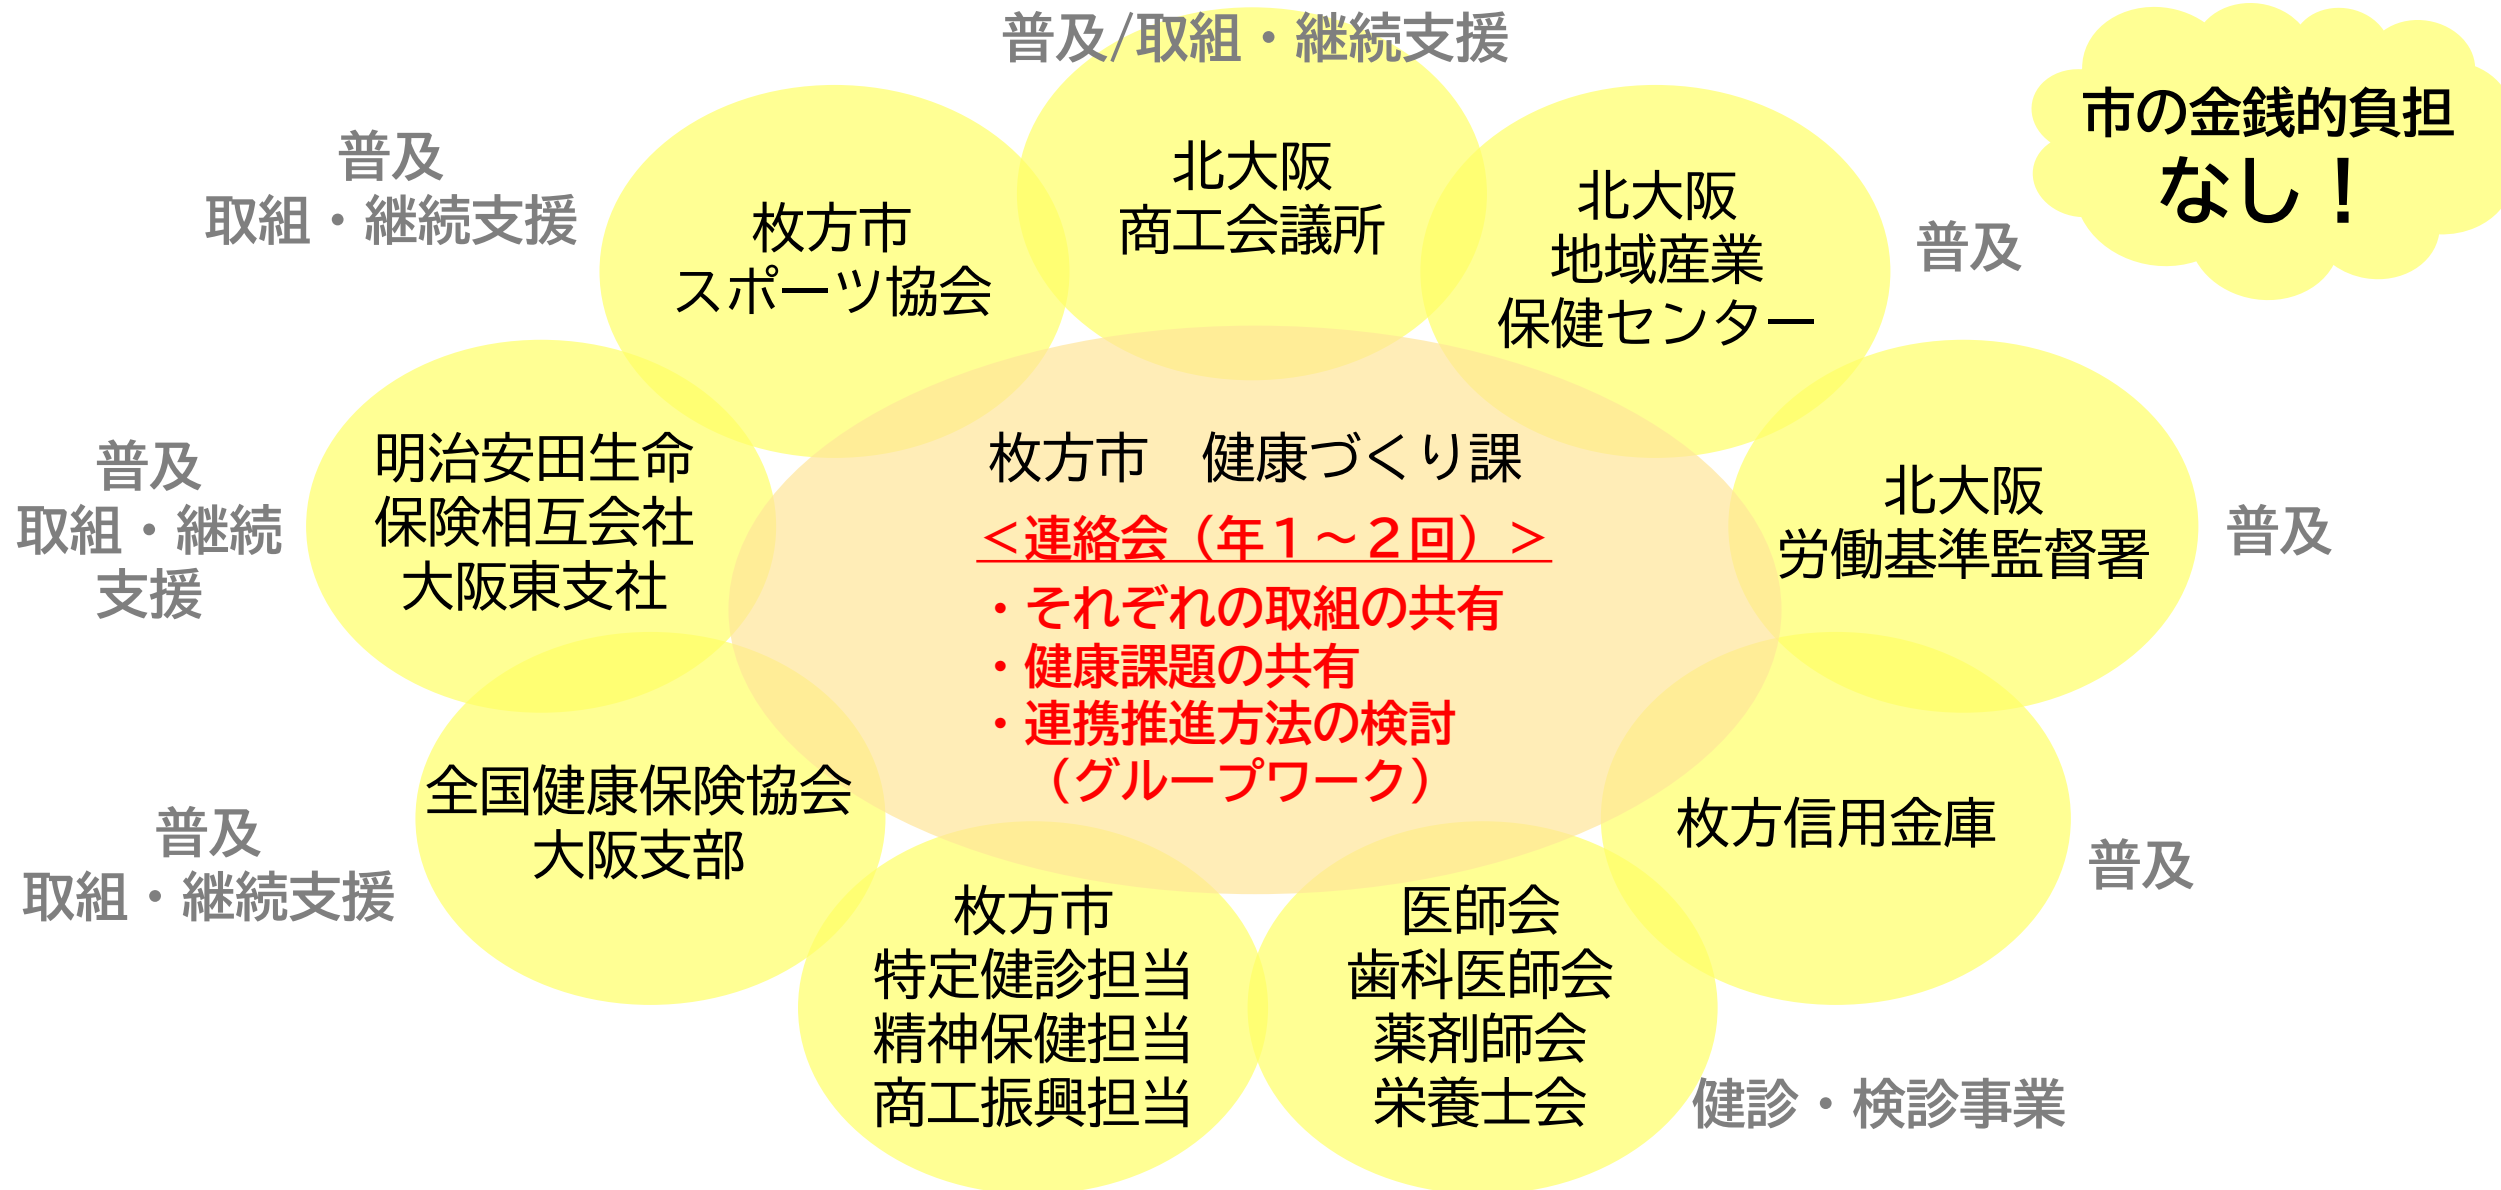 普及/取組・継続支援
市の金銭的負担
なし！
普及
取組・継続支援
枚方市
スポーツ協会
北大阪
商工会議所
北大阪
地域産業
保健センター
普及
普及
取組・継続
支援
明治安田生命
保険相互会社
大阪東支社
枚方市　健康づくり課
＜連絡会（年１～２回）＞
・それぞれの取組の共有
・健康課題の共有
・連携推進方法の検討
（グループワーク）
北大阪
労働基準監督署
普及
普及
取組・継続支援
全国健康保険協会
大阪支部
枚方信用金庫
普及
枚方市
特定健診担当
精神保健担当
商工振興担当
医師会
歯科医師会
薬剤師会
栄養士会
健診・検診事業